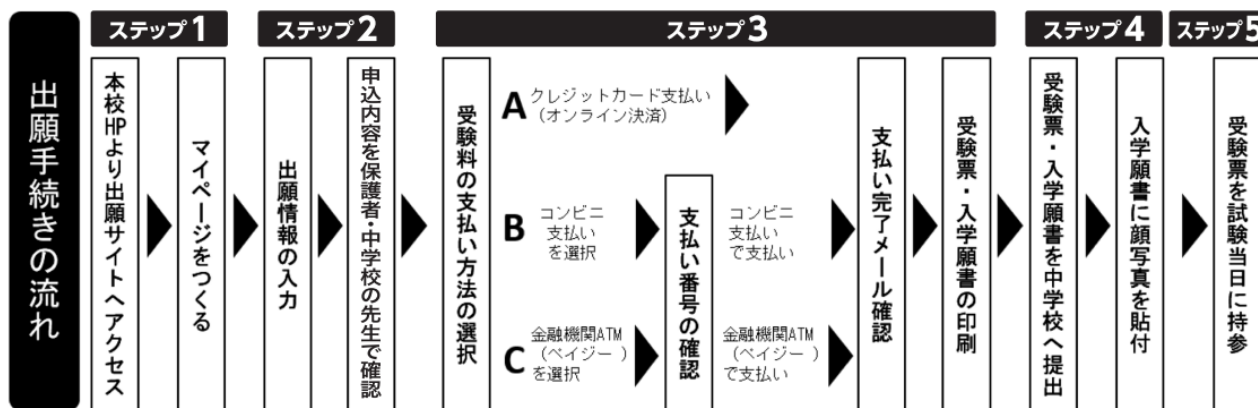 出願手続きの流れ
ステップ1
本校HPより出願サイトへアクセス
マイページをつくる
ステップ2
出願情報の入力
申込内容を保護者・中学校の先生で確認
ステップ3
受験料の支払い方法の選択
A クレジットカード支払い
(オンライン決済)
B コンビニ
支払い
を選択
C 金融機関ATM
(ペイジー)
を選択
支払い番号の確認
コンビニ
支払い
で支払い
金融機関ATM
(ペイジー)
で支払い
支払い完了メール確認
受験票・入学願書の印刷
ステップ4
受験票・入学願書を中学校へ提出
入学願書に顔写真を貼付
ステップ5
受験票を試験当日に持参